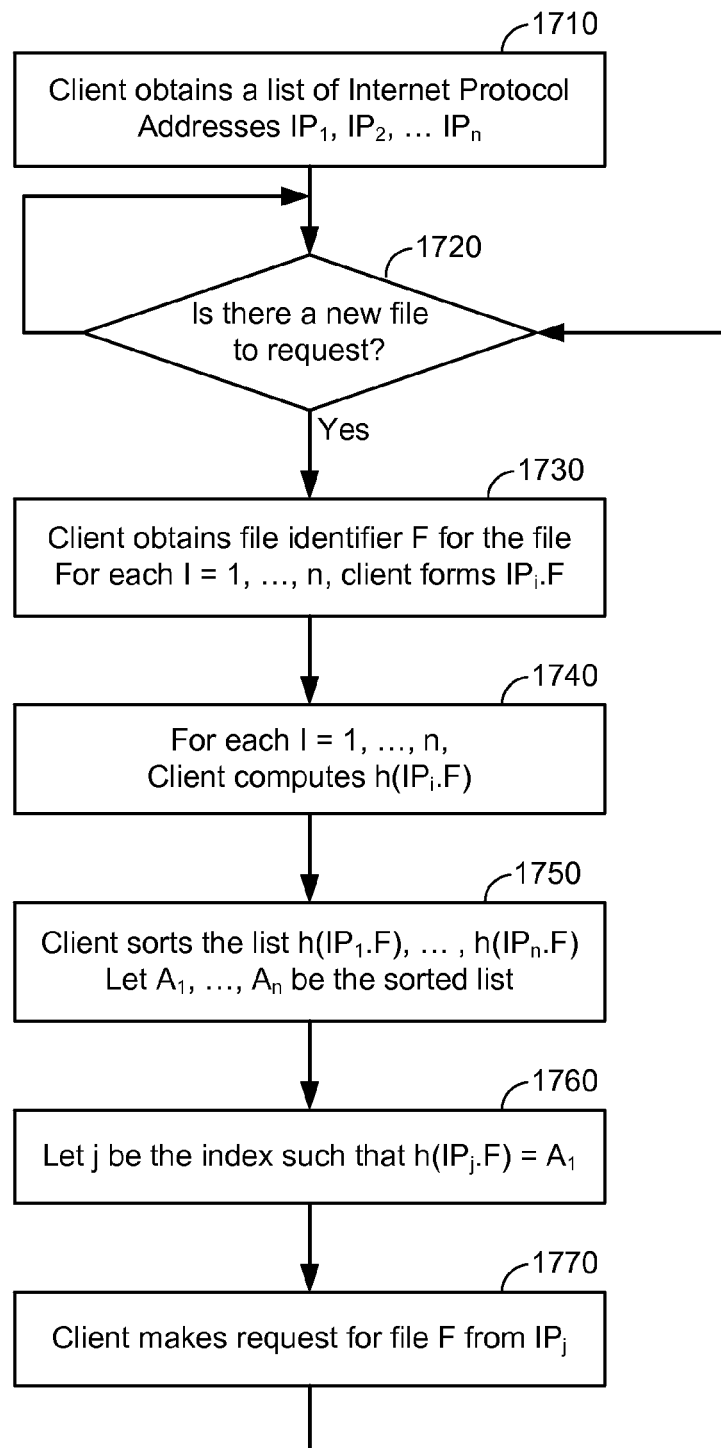 1710
Client obtains a list of Internet Protocol
Addresses IP₁, IP₂, … IPₙ
1720
Is there a new file
to request?
Yes
1730
Client obtains file identifier F for the file
For each I = 1, …, n, client forms IPᵢ.F
1740
For each I = 1, …, n,
Client computes h(IPᵢ.F)
1750
Client sorts the list h(IP₁.F), … , h(IPₙ.F)
Let A₁, …, Aₙ be the sorted list
1760
Let j be the index such that h(IPⱼ.F) = A₁
1770
Client makes request for file F from IPⱼ